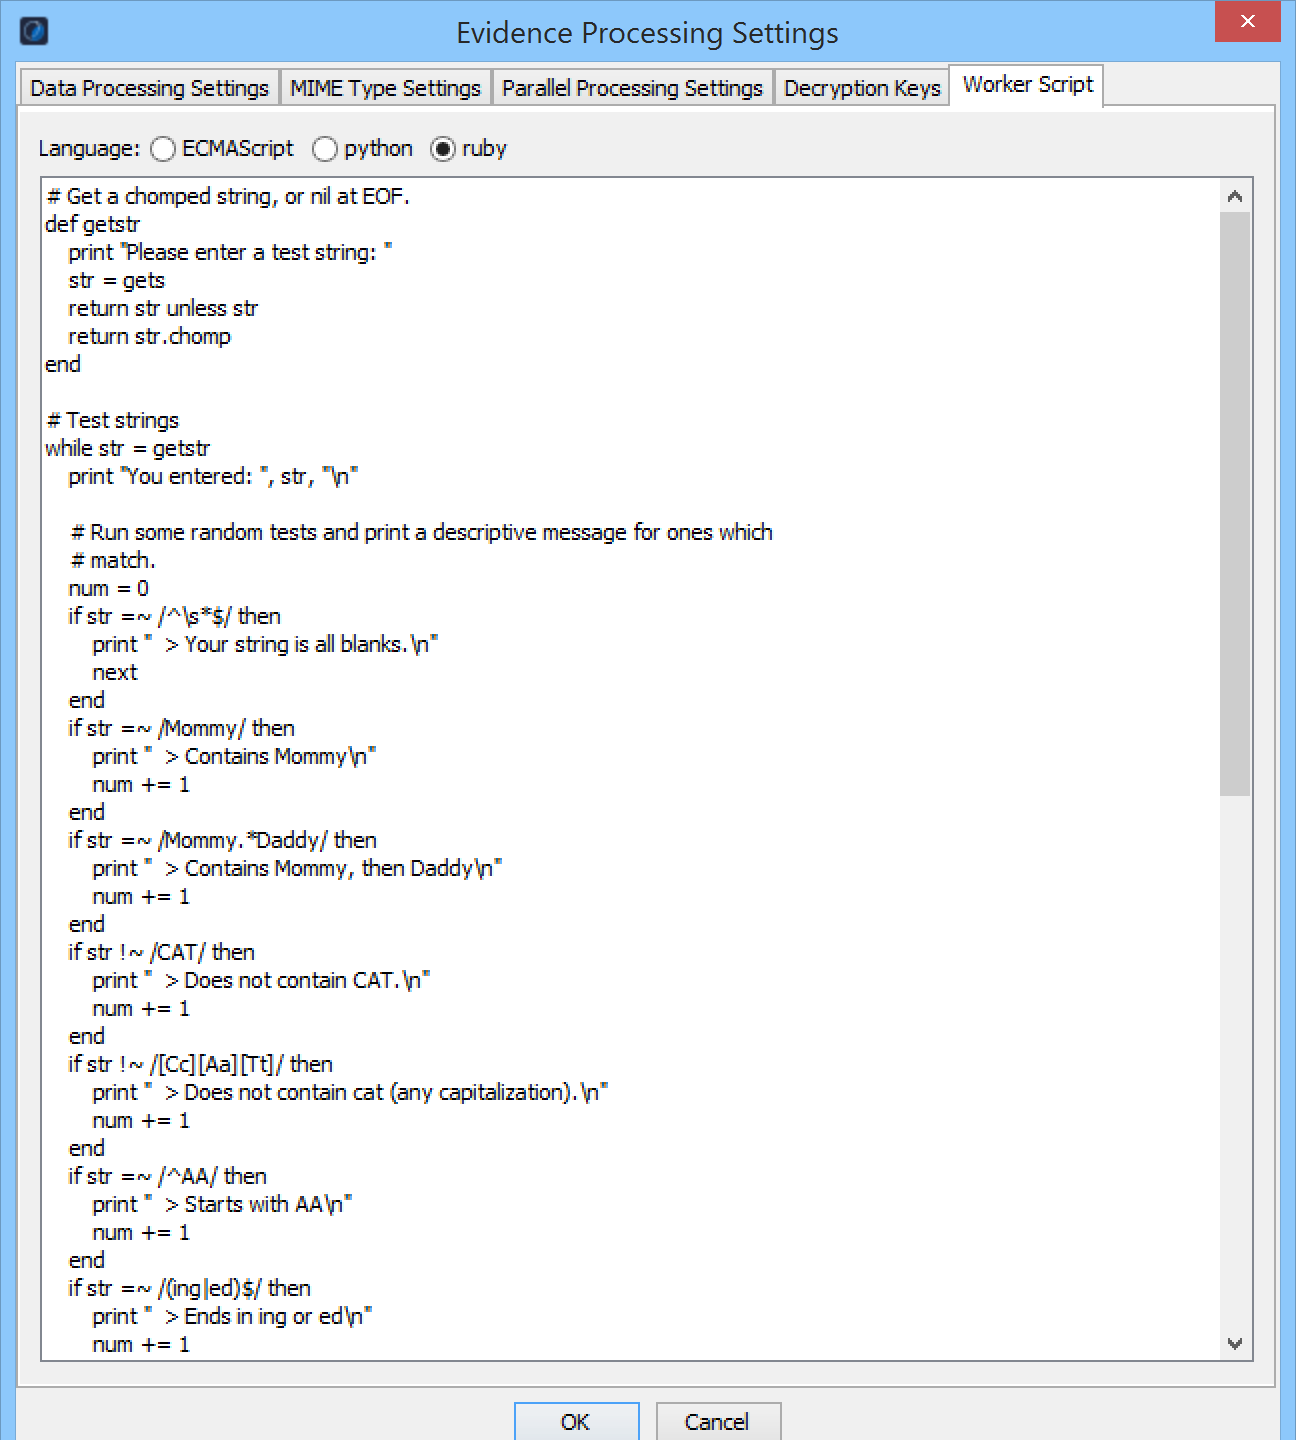 Evidence Processing Settings
Data Processing Settings
MIME Type Settings
Parallel Processing Settings
Decryption Keys
Worker Script
Language: ECMAScript python ruby
# Get a chomped string, or nil at EOF.
def getstr
    print "Please enter a test string: "
    str = gets
    return str unless str
    return str.chomp
end

# Test strings
while str = getstr
    print "You entered: ", str, "\n"

    # Run some random tests and print a descriptive message for ones which
    # match.
    num = 0
    if str =~ /^\s*$/ then
        print "  > Your string is all blanks.\n"
        next
    end
    if str =~ /Mommy/ then
        print "  > Contains Mommy\n"
        num += 1
    end
    if str =~ /Mommy.*Daddy/ then
        print "  > Contains Mommy, then Daddy\n"
        num += 1
    end
    if str !~ /CAT/ then
        print "  > Does not contain CAT.\n"
        num += 1
    end
    if str !~ /[Cc][Aa][Tt]/ then
        print "  > Does not contain cat (any capitalization).\n"
        num += 1
    end
    if str =~ /^AA/ then
        print "  > Starts with AA\n"
        num += 1
    end
    if str =~ /(ing|ed)$/ then
        print "  > Ends in ing or ed\n"
        num += 1
OK
Cancel